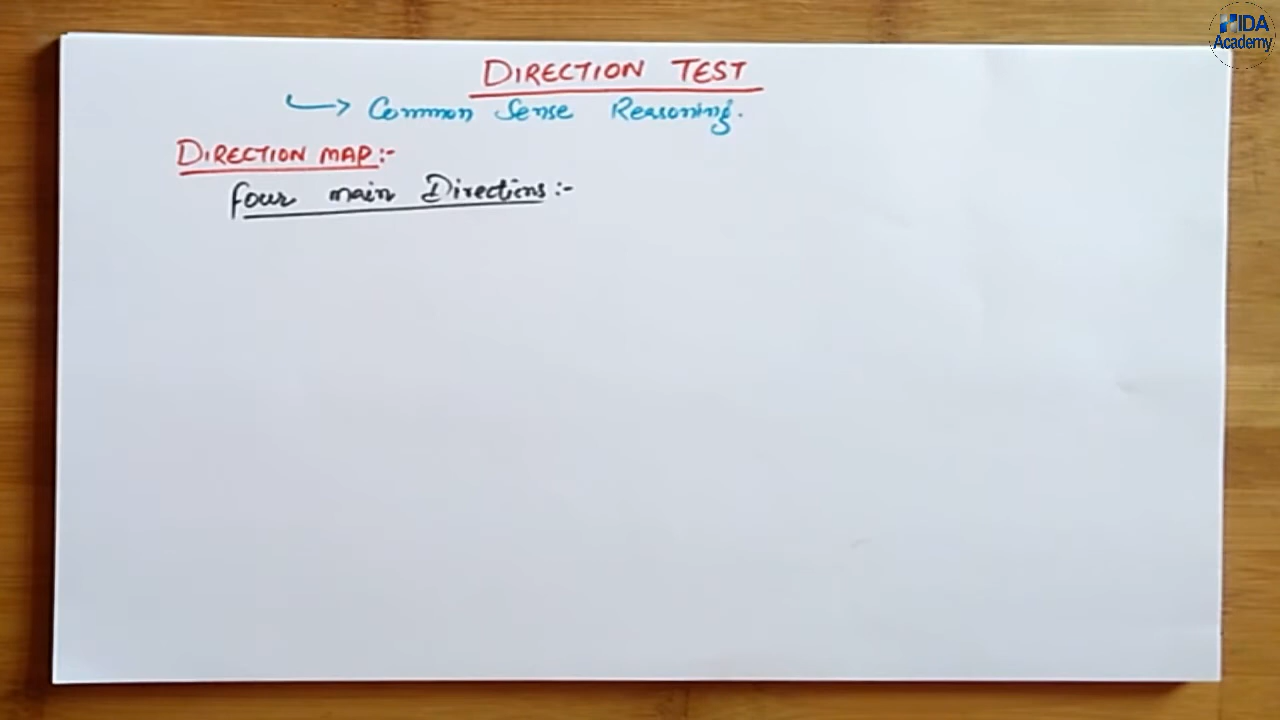 IDA
Academy
DIRECTION TEST
Common Sense Reasoning.
DIRECTION MAP:-
four main Directions:-